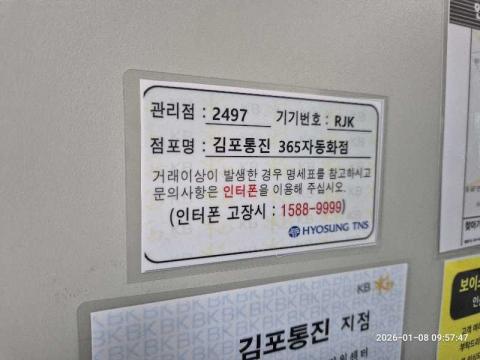 관리점 : 2497 기기번호 : RJK
점포명 : 김포통진 365자동화점
거래이상이 발생한 경우 명세표를 참고하시고
문의사항은 인터폰을 이용해 주십시오.
(인터폰 고장시 : 1588-9999)
HYOSUNG TNS
KB
김포통진 지점
보이스
2026-01-08 09:57:47